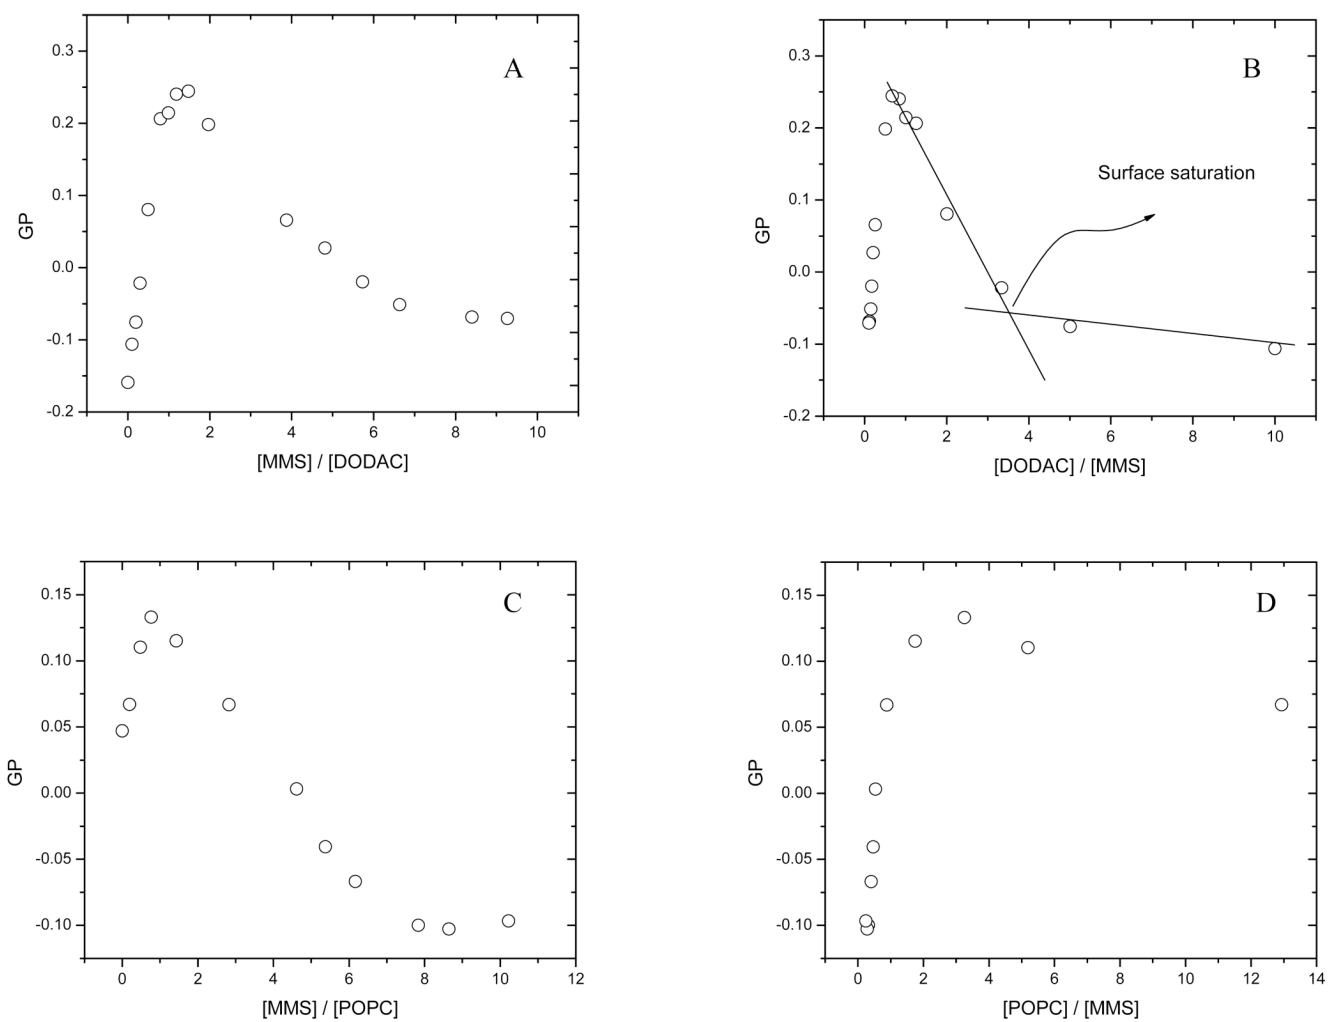 A
0.3
0.2
0.1
0.0
-0.1
-0.2
GP
0 2 4 6 8 10
[MMS] / [DODAC]
B
0.3
0.2
0.1
0.0
-0.1
-0.2
GP
Surface saturation
0 2 4 6 8 10
[DODAC] / [MMS]
C
0.15
0.10
0.05
0.00
-0.05
-0.10
GP
0 2 4 6 8 10 12
[MMS] / [POPC]
D
0.15
0.10
0.05
0.00
-0.05
-0.10
GP
0 2 4 6 8 10 12 14
[POPC] / [MMS]